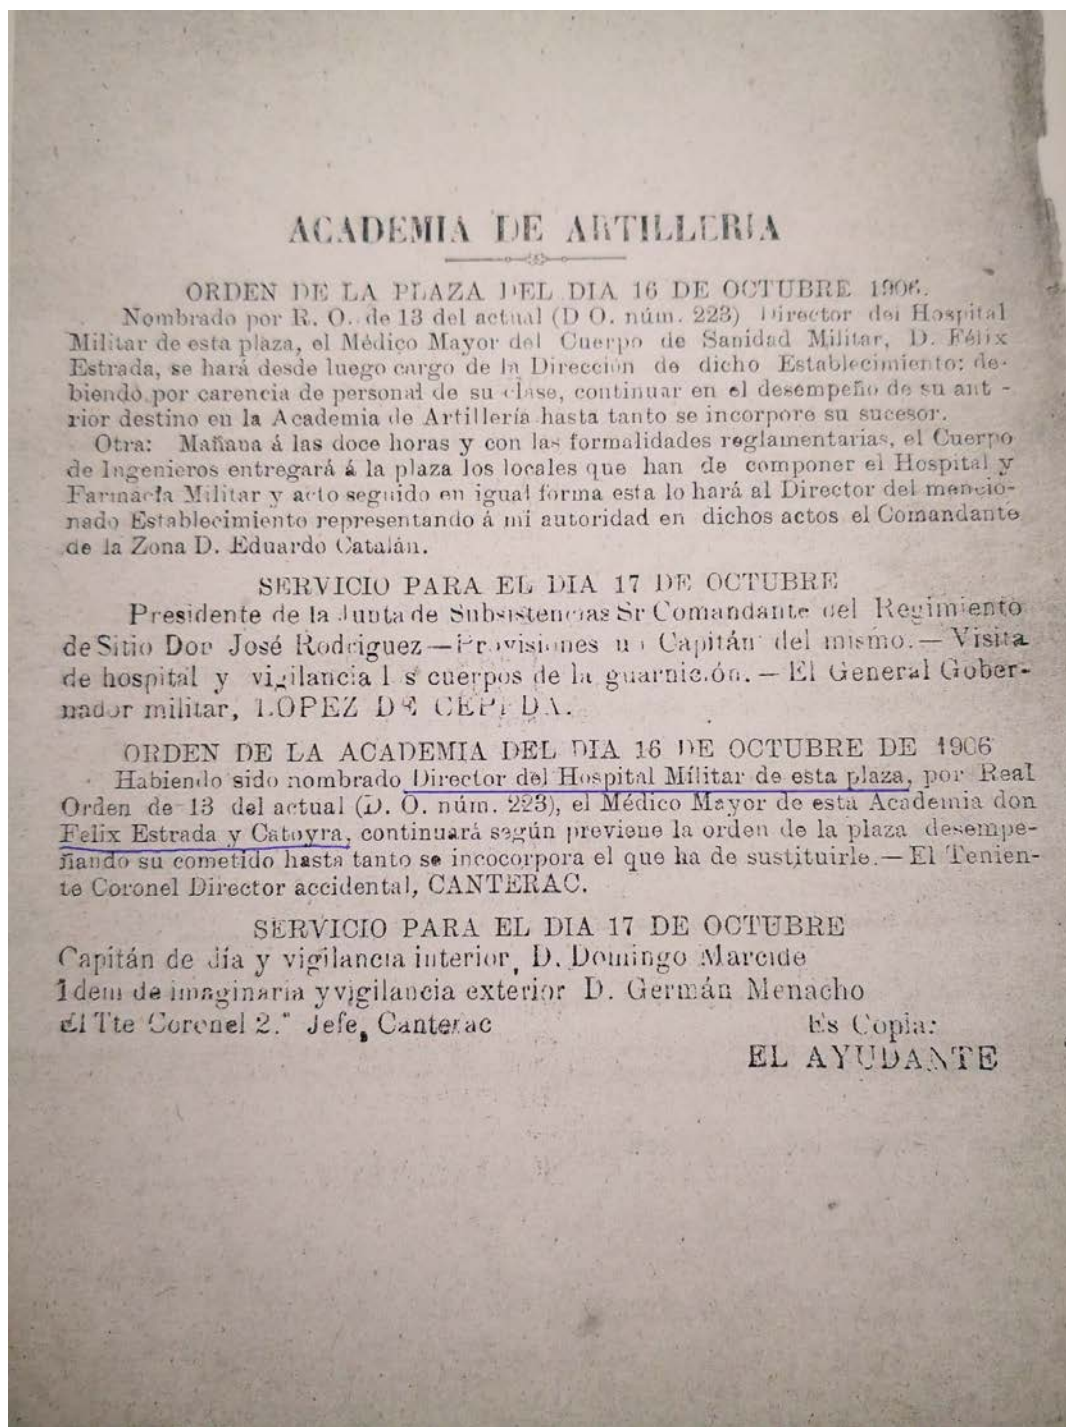 ACADEMIA DE ARTILLERIA
ORDEN DE LA PLAZA DEL DIA 16 DE OCTUBRE 1906.
Nombrado por R. O. de 13 del actual (D O. núm. 223) Director del Hospital
Militar de esta plaza, el Médico Mayor del Cuerpo de Sanidad Militar, D. Félix
Estrada, se hará desde luego cargo de la Dirección de dicho Establecimiento; de-
biendo por carencia de personal de su clase, continuar en el desempeño de su ant -
rior destino en la Academia de Artillería hasta tanto se incorpore su sucesor.
Otra: Mañana á las doce horas y con las formalidades reglamentarias, el Cuerpo
de Ingenieros entregará á la plaza los locales que han de componer el Hospital y
Farmacia Militar y acto seguido en igual forma esta lo hará al Director del mencio-
nado Establecimiento representando á mi autoridad en dichos actos el Comandante
de la Zona D. Eduardo Catalán.
SERVICIO PARA EL DIA 17 DE OCTUBRE
Presidente de la Junta de Subsistencias Sr Comandante del Regimiento
de Sitio Don José Rodriguez—Provisiones un Capitán del mismo.—Visita
de hospital y vigilancia l s cuerpos de la guarnición.—El General Gober-
nador militar, LOPEZ DE CEPEDA.
ORDEN DE LA ACADEMIA DEL DIA 16 DE OCTUBRE DE 1906
Habiendo sido nombrado Director del Hospital Mílitar de esta plaza, por Real
Orden de 13 del actual (D. O. núm. 223), el Médico Mayor de esta Academia don
Felix Estrada y Catoyra, continuará según previene la orden de la plaza desempe-
ñando su cometido hasta tanto se incocorpora el que ha de sustituirle.—El Tenien-
te Coronel Director accidental, CANTERAC.
SERVICIO PARA EL DIA 17 DE OCTUBRE
Capitán de día y vigilancia interior, D. Domingo Marcide
Idem de imaginaria y vigilancia exterior D. Germán Menacho
El Tte Coronel 2.º Jefe, Canterac
Es Copia:
EL AYUDANTE